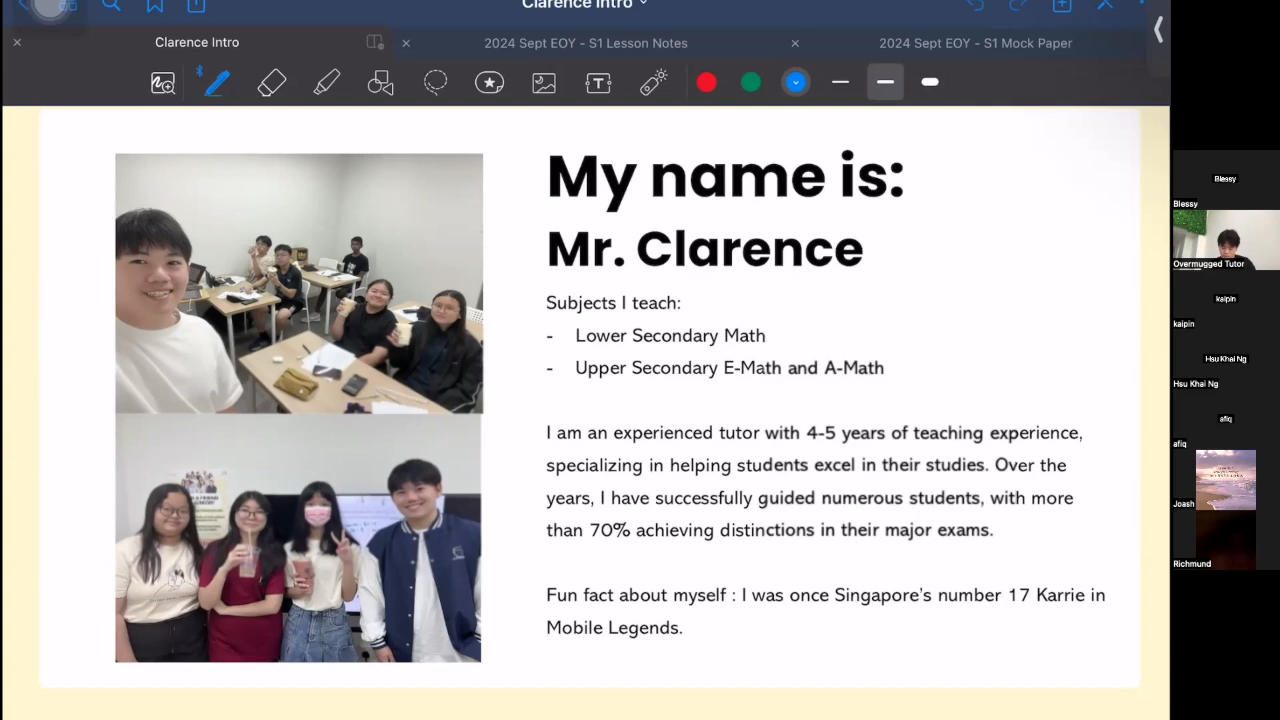 Clarence Intro
Clarence Intro
2024 Sept EOY - S1 Lesson Notes
2024 Sept EOY - S1 Mock Paper
T
My name is:
Mr. Clarence
Subjects I teach:
- Lower Secondary Math
- Upper Secondary E-Math and A-Math
I am an experienced tutor with 4-5 years of teaching experience,
specializing in helping students excel in their studies. Over the
years, I have successfully guided numerous students, with more
than 70% achieving distinctions in their major exams.
Fun fact about myself : I was once Singapore's number 17 Karrie in
Mobile Legends.
Blessy
Blessy
Overmugged Tutor
kaipin
kaipin
Hsu Khai Ng
Hsu Khai Ng
afiq
afiq
Joash
Richmund